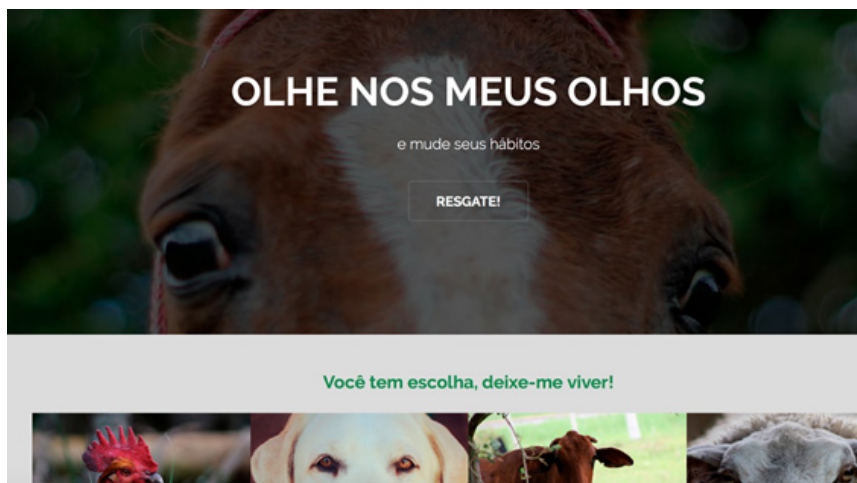 OLHE NOS MEUS OLHOS
e mude seus hábitos
RESGATE!
Você tem escolha, deixe-me viver!